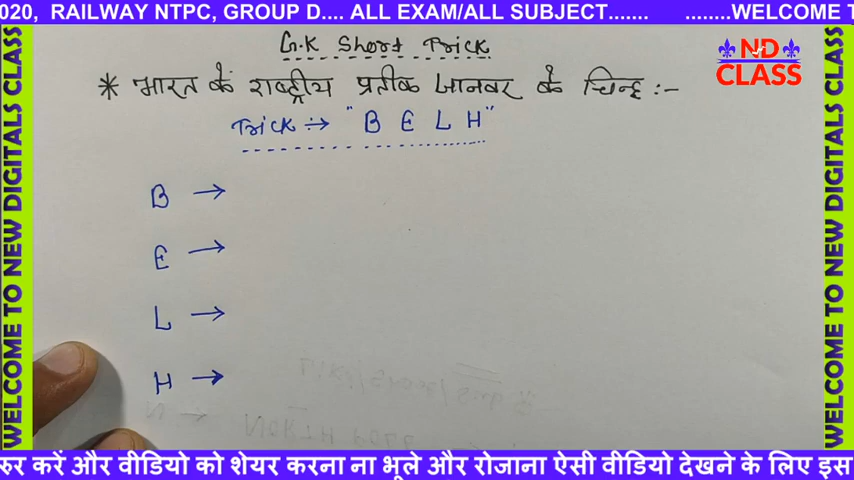 020, RAILWAY NTPC, GROUP D.... ALL EXAM/ALL SUBJECT....... ........WELCOME T
G.K Short Trick
ND
CLASS
* भारत के राष्ट्रीय प्रतीक जानवर के चिन्ह :-
Trick :→ "B E L H"
B →
E →
L →
H →
WELCOME TO NEW DIGITALS CLASS
WELCOME TO NEW DIGITALS CLASS
रुर करें और वीडियो को शेयर करना ना भूले और रोजाना ऐसी वीडियो देखने के लिए इस